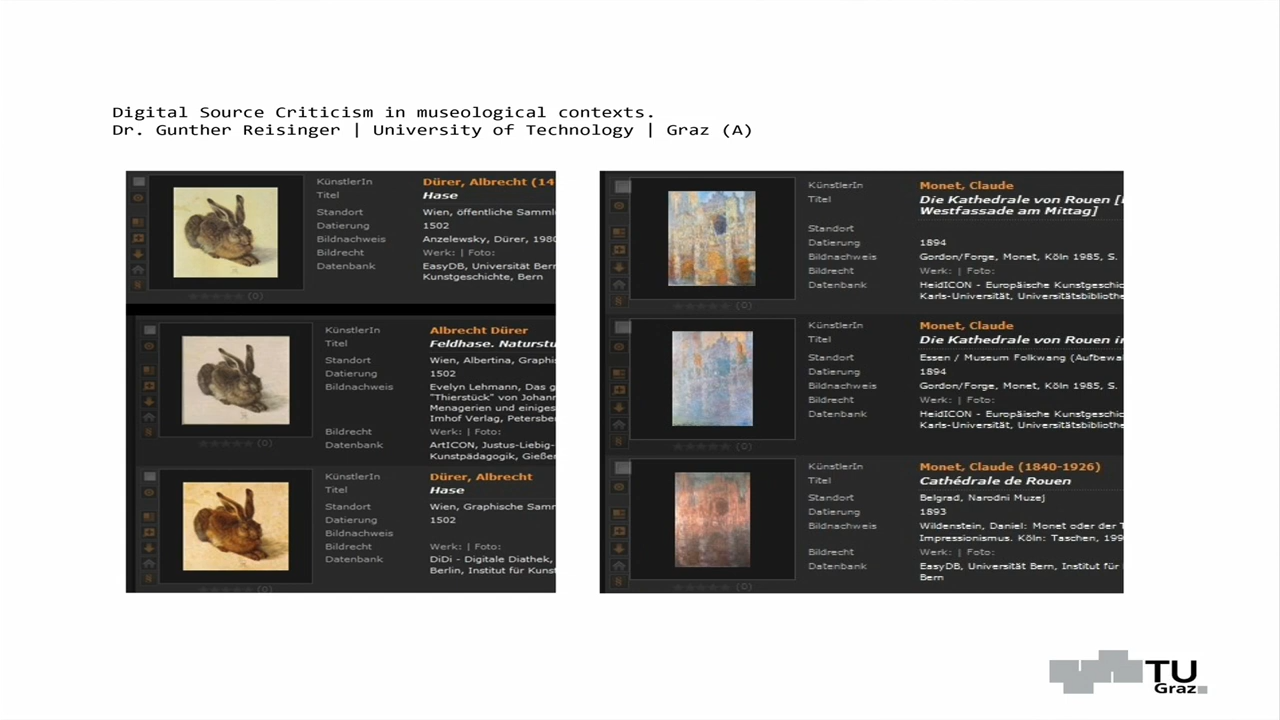 Digital Source Criticism in museological contexts.
Dr. Gunther Reisinger | University of Technology | Graz (A)
KünstlerIn Dürer, Albrecht (14
Titel Hase
Standort Wien, öffentliche Samml
Datierung 1502
Bildnachweis Anzelewsky, Dürer, 1980
Bildrecht Werk: | Foto:
Datenbank EasyDB, Universität Bern
Kunstgeschichte, Bern
(0)
KünstlerIn Albrecht Dürer
Titel Feldhase. Naturstu
Standort Wien, Albertina, Graphis
Datierung 1502
Bildnachweis Evelyn Lehmann, Das g
"Thierstück" von Johann
Menagerien und einiges
Imhof Verlag, Petersber
Bildrecht Werk: | Foto:
Datenbank ArtICON, Justus-Liebig-
Kunstpädagogik, Gießen
(0)
KünstlerIn Dürer, Albrecht
Titel Hase
Standort Wien, Graphische Samm
Datierung 1502
Bildnachweis
Bildrecht Werk: | Foto:
Datenbank DiDi - Digitale Diathek,
Berlin, Institut für Kunst
(0)
KünstlerIn Monet, Claude
Titel Die Kathedrale von Rouen [
Westfassade am Mittag]
Standort
Datierung 1894
Bildnachweis Gordon/Forge, Monet, Köln 1985, S.
Bildrecht Werk: | Foto:
Datenbank HeidICON - Europäische Kunstgeschic
Karls-Universität, Universitätsbibliothe
(0)
KünstlerIn Monet, Claude
Titel Die Kathedrale von Rouen i
Standort Essen / Museum Folkwang (Aufbewa
Datierung 1894
Bildnachweis Gordon/Forge, Monet, Köln 1985, S.
Bildrecht Werk: | Foto:
Datenbank HeidICON - Europäische Kunstgeschic
Karls-Universität, Universitätsbibliothe
(0)
KünstlerIn Monet, Claude (1840-1926)
Titel Cathédrale de Rouen
Standort Belgrad, Narodni Muzej
Datierung 1893
Bildnachweis Wildenstein, Daniel: Monet oder der T
Impressionismus. Köln: Taschen, 199
Bildrecht Werk: | Foto:
Datenbank EasyDB, Universität Bern, Institut für
Bern
(0)
TU
Graz